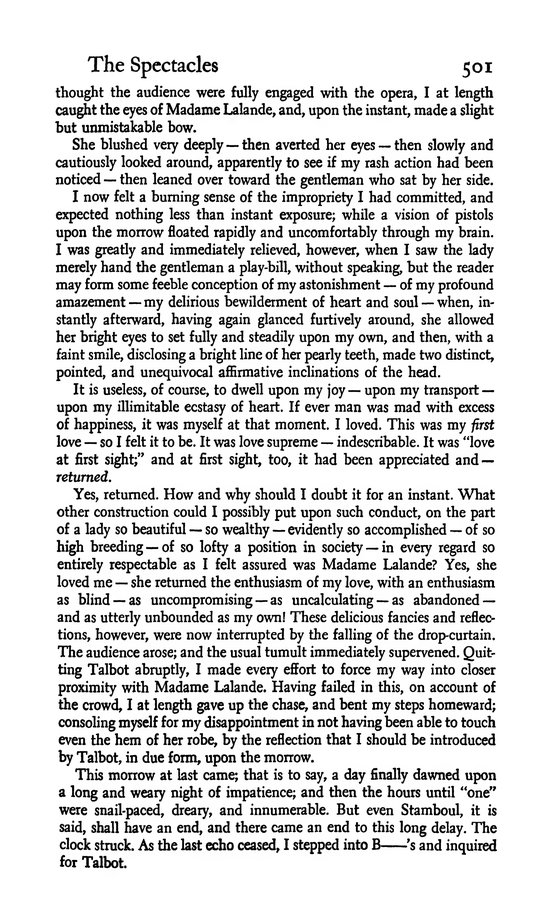 The Spectacles 501
thought the audience were fully engaged with the opera, I at length
caught the eyes of Madame Lalande, and, upon the instant, made a slight
but unmistakable bow.
She blushed very deeply — then averted her eyes — then slowly and
cautiously looked around, apparently to see if my rash action had been
noticed — then leaned over toward the gentleman who sat by her side.
I now felt a burning sense of the impropriety I had committed, and
expected nothing less than instant exposure; while a vision of pistols
upon the morrow floated rapidly and uncomfortably through my brain.
I was greatly and immediately relieved, however, when I saw the lady
merely hand the gentleman a play-bill, without speaking, but the reader
may form some feeble conception of my astonishment — of my profound
amazement — my delirious bewilderment of heart and soul — when, in-
stantly afterward, having again glanced furtively around, she allowed
her bright eyes to set fully and steadily upon my own, and then, with a
faint smile, disclosing a bright line of her pearly teeth, made two distinct,
pointed, and unequivocal affirmative inclinations of the head.
It is useless, of course, to dwell upon my joy — upon my transport —
upon my illimitable ecstasy of heart. If ever man was mad with excess
of happiness, it was myself at that moment. I loved. This was my first
love — so I felt it to be. It was love supreme — indescribable. It was "love
at first sight;" and at first sight, too, it had been appreciated and —
returned.
Yes, returned. How and why should I doubt it for an instant. What
other construction could I possibly put upon such conduct, on the part
of a lady so beautiful — so wealthy — evidently so accomplished — of so
high breeding — of so lofty a position in society — in every regard so
entirely respectable as I felt assured was Madame Lalande? Yes, she
loved me — she returned the enthusiasm of my love, with an enthusiasm
as blind — as uncompromising — as uncalculating — as abandoned —
and as utterly unbounded as my own! These delicious fancies and reflec-
tions, however, were now interrupted by the falling of the drop-curtain.
The audience arose; and the usual tumult immediately supervened. Quit-
ting Talbot abruptly, I made every effort to force my way into closer
proximity with Madame Lalande. Having failed in this, on account of
the crowd, I at length gave up the chase, and bent my steps homeward;
consoling myself for my disappointment in not having been able to touch
even the hem of her robe, by the reflection that I should be introduced
by Talbot, in due form, upon the morrow.
This morrow at last came; that is to say, a day finally dawned upon
a long and weary night of impatience; and then the hours until "one"
were snail-paced, dreary, and innumerable. But even Stamboul, it is
said, shall have an end, and there came an end to this long delay. The
clock struck. As the last echo ceased, I stepped into B——'s and inquired
for Talbot.